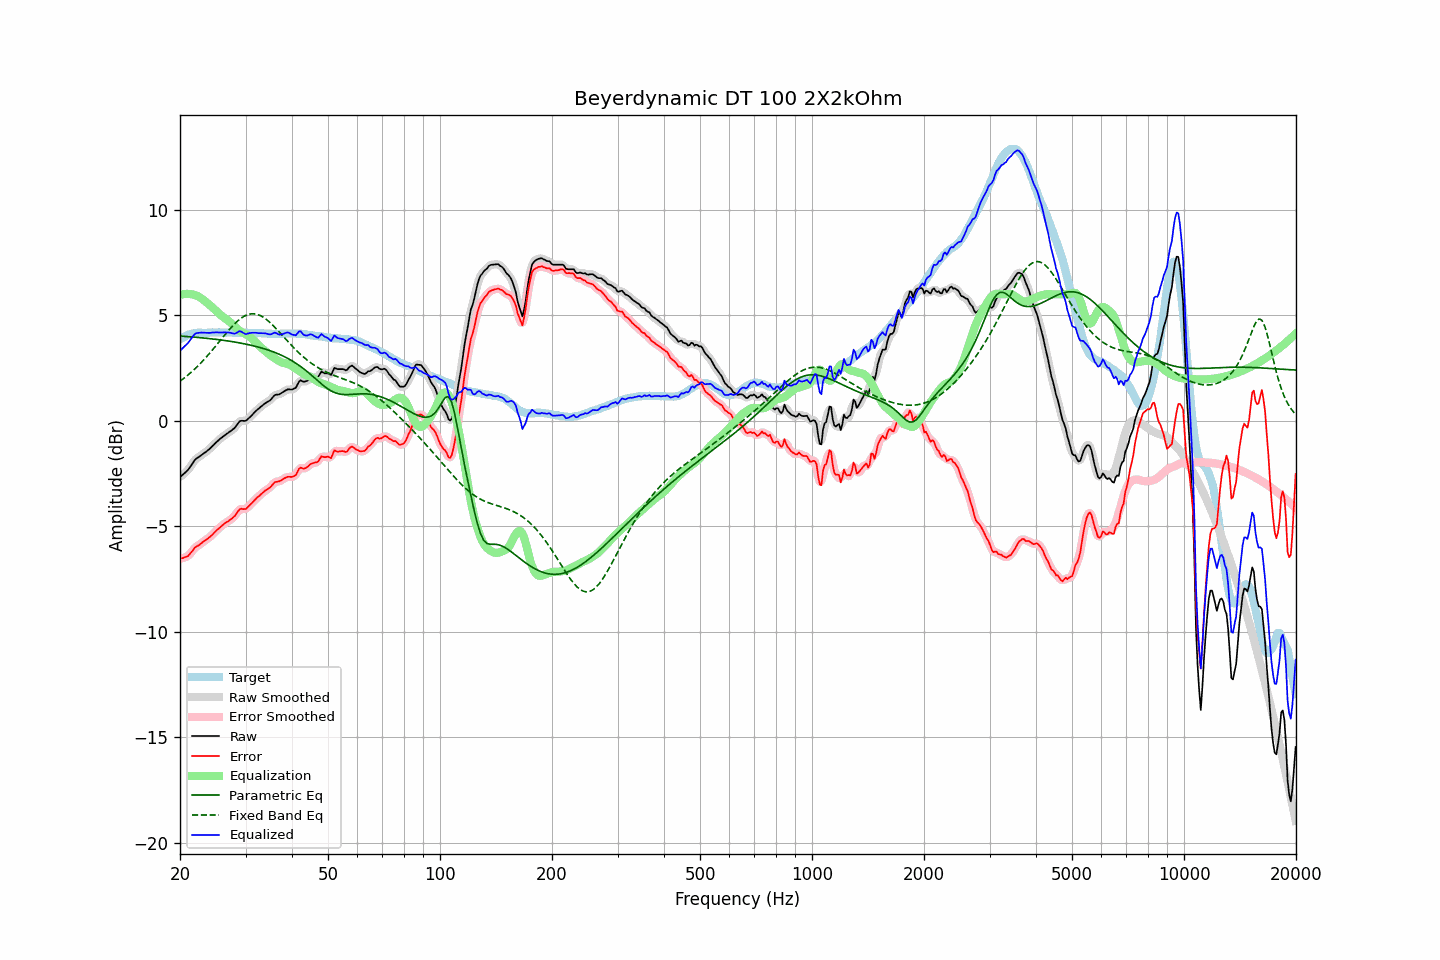 Beyerdynamic DT 100 2X2kOhm
Amplitude (dBr)
10
5
0
−5
−10
−15
−20
Target
Raw Smoothed
Error Smoothed
Raw
Error
Equalization
Parametric Eq
Fixed Band Eq
Equalized
20 50 100 200 500 1000 2000 5000 10000 20000
Frequency (Hz)